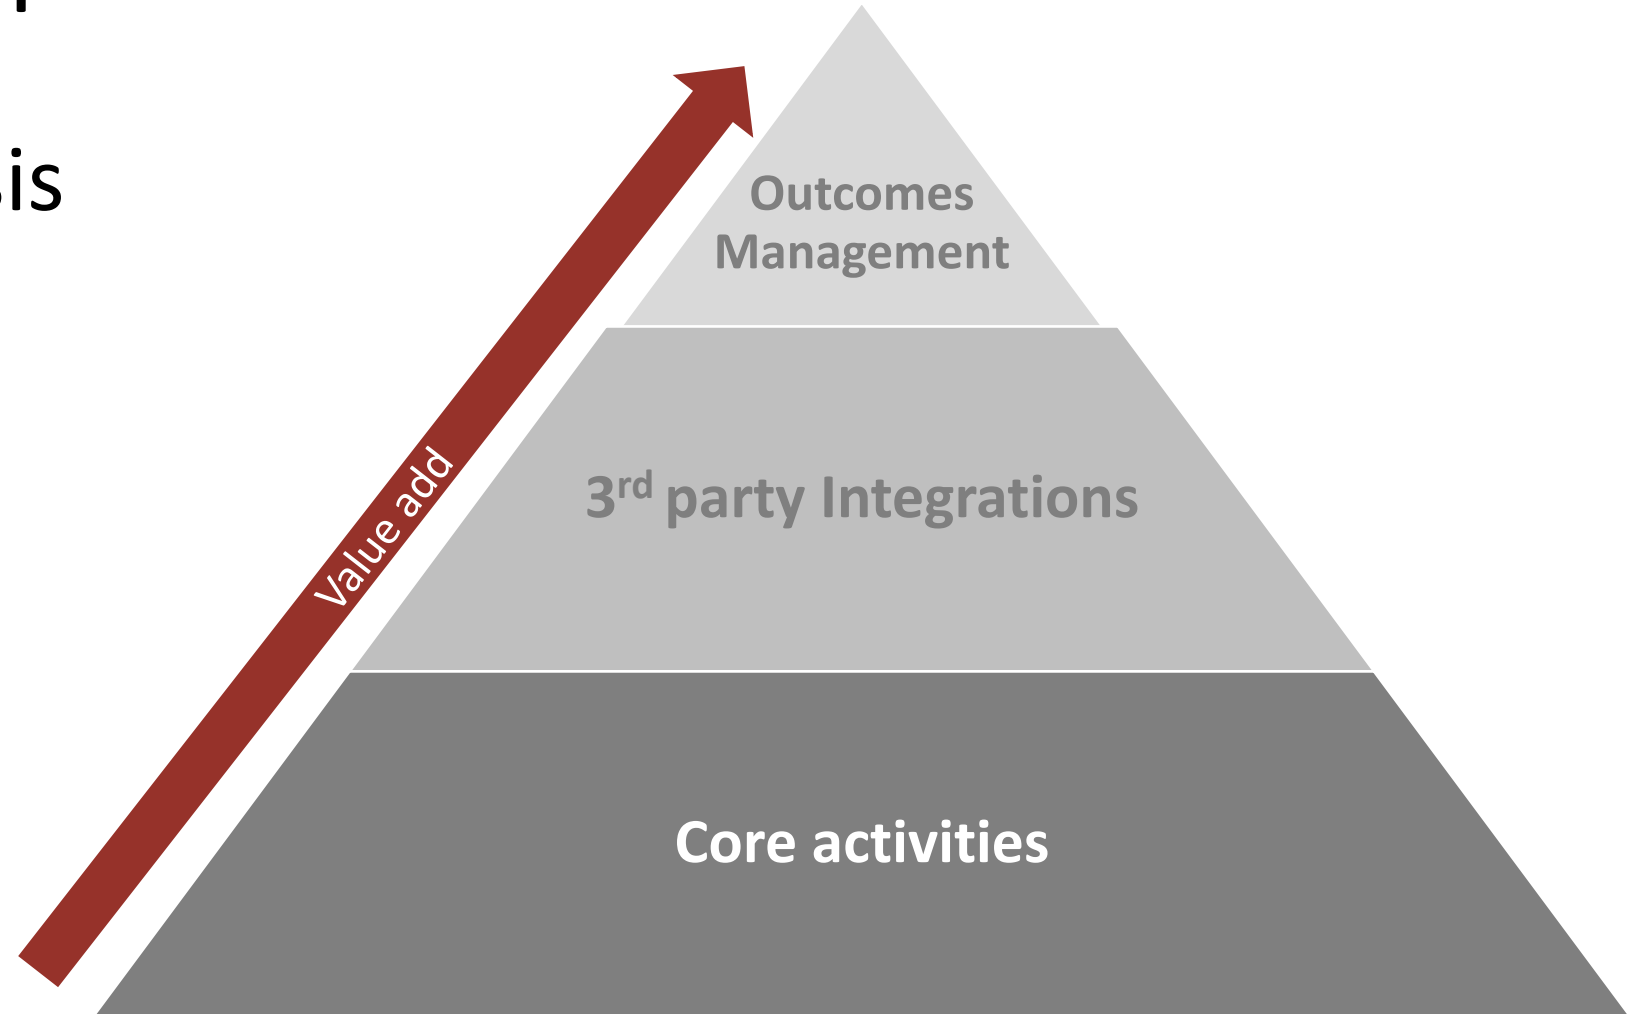 Outcomes
Management
Value add
3rd party Integrations
Core activities